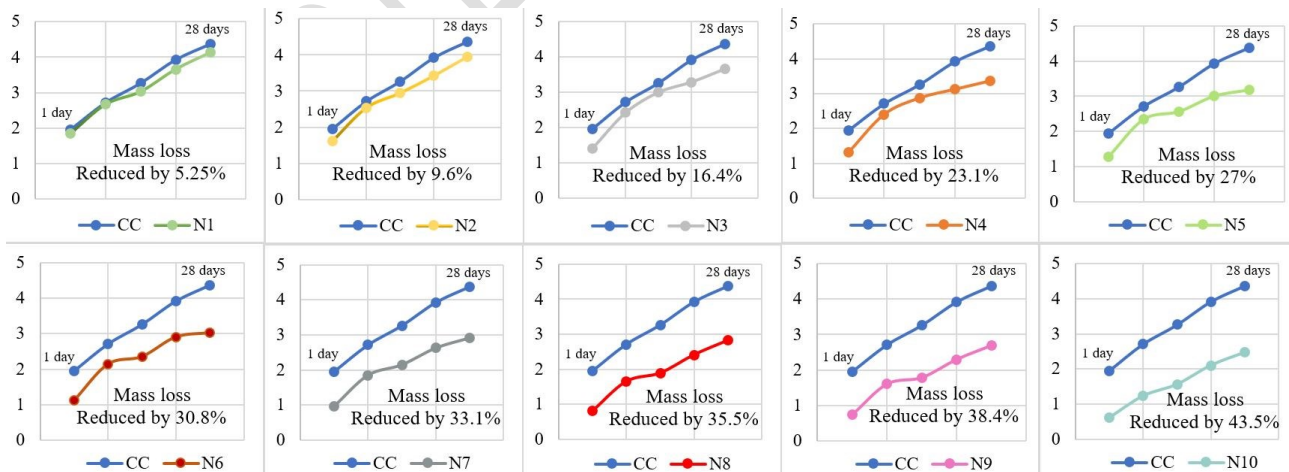 5
4
3
2
1
0
28 days
1 day
Mass loss
Reduced by 5.25%
CC N1
5
4
3
2
1
0
28 days
1 day
Mass loss
Reduced by 9.6%
CC N2
5
4
3
2
1
0
28 days
1 day
Mass loss
Reduced by 16.4%
CC N3
5
4
3
2
1
0
28 days
1 day
Mass loss
Reduced by 23.1%
CC N4
5
4
3
2
1
0
28 days
1 day
Mass loss
Reduced by 27%
CC N5
5
4
3
2
1
0
28 days
1 day
Mass loss
Reduced by 30.8%
CC N6
5
4
3
2
1
0
28 days
1 day
Mass loss
Reduced by 33.1%
CC N7
5
4
3
2
1
0
28 days
1 day
Mass loss
Reduced by 35.5%
CC N8
5
4
3
2
1
0
28 days
1 day
Mass loss
Reduced by 38.4%
CC N9
5
4
3
2
1
0
28 days
1 day
Mass loss
Reduced by 43.5%
CC N10